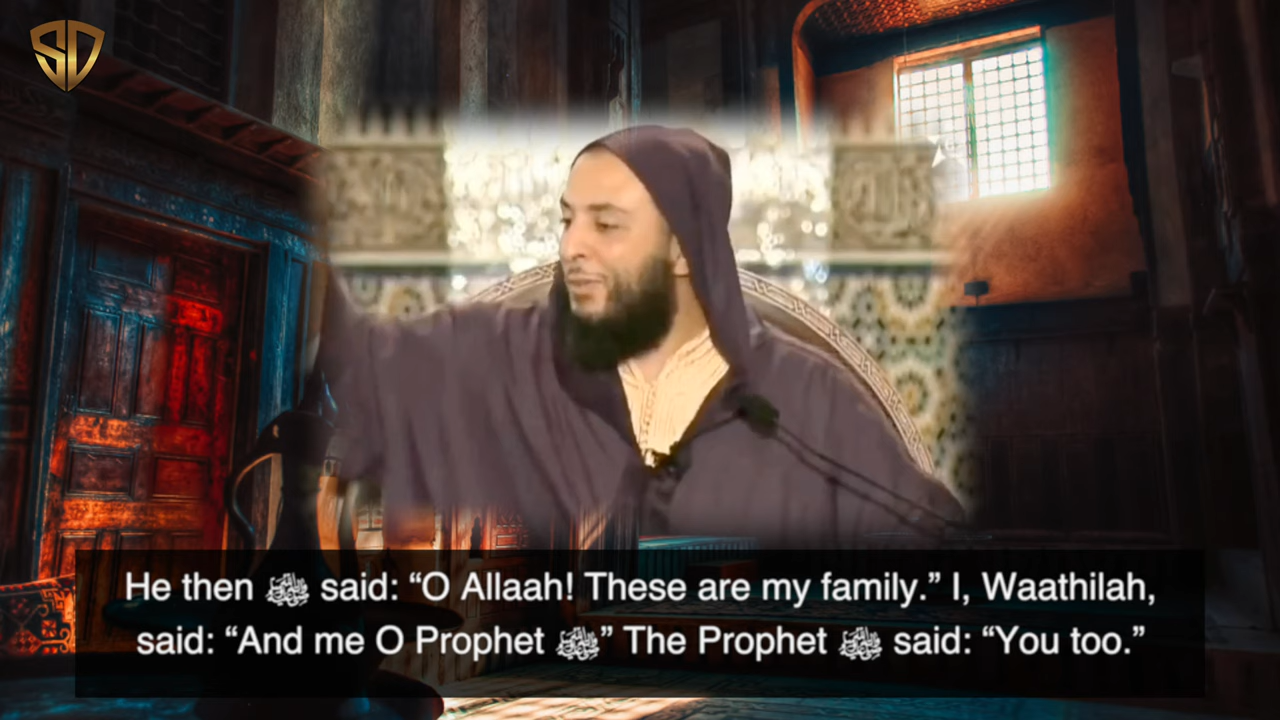 SD
He then ﷺ said: “O Allaah! These are my family.” I, Waathilah,
said: “And me O Prophet ﷺ” The Prophet ﷺ said: “You too.”